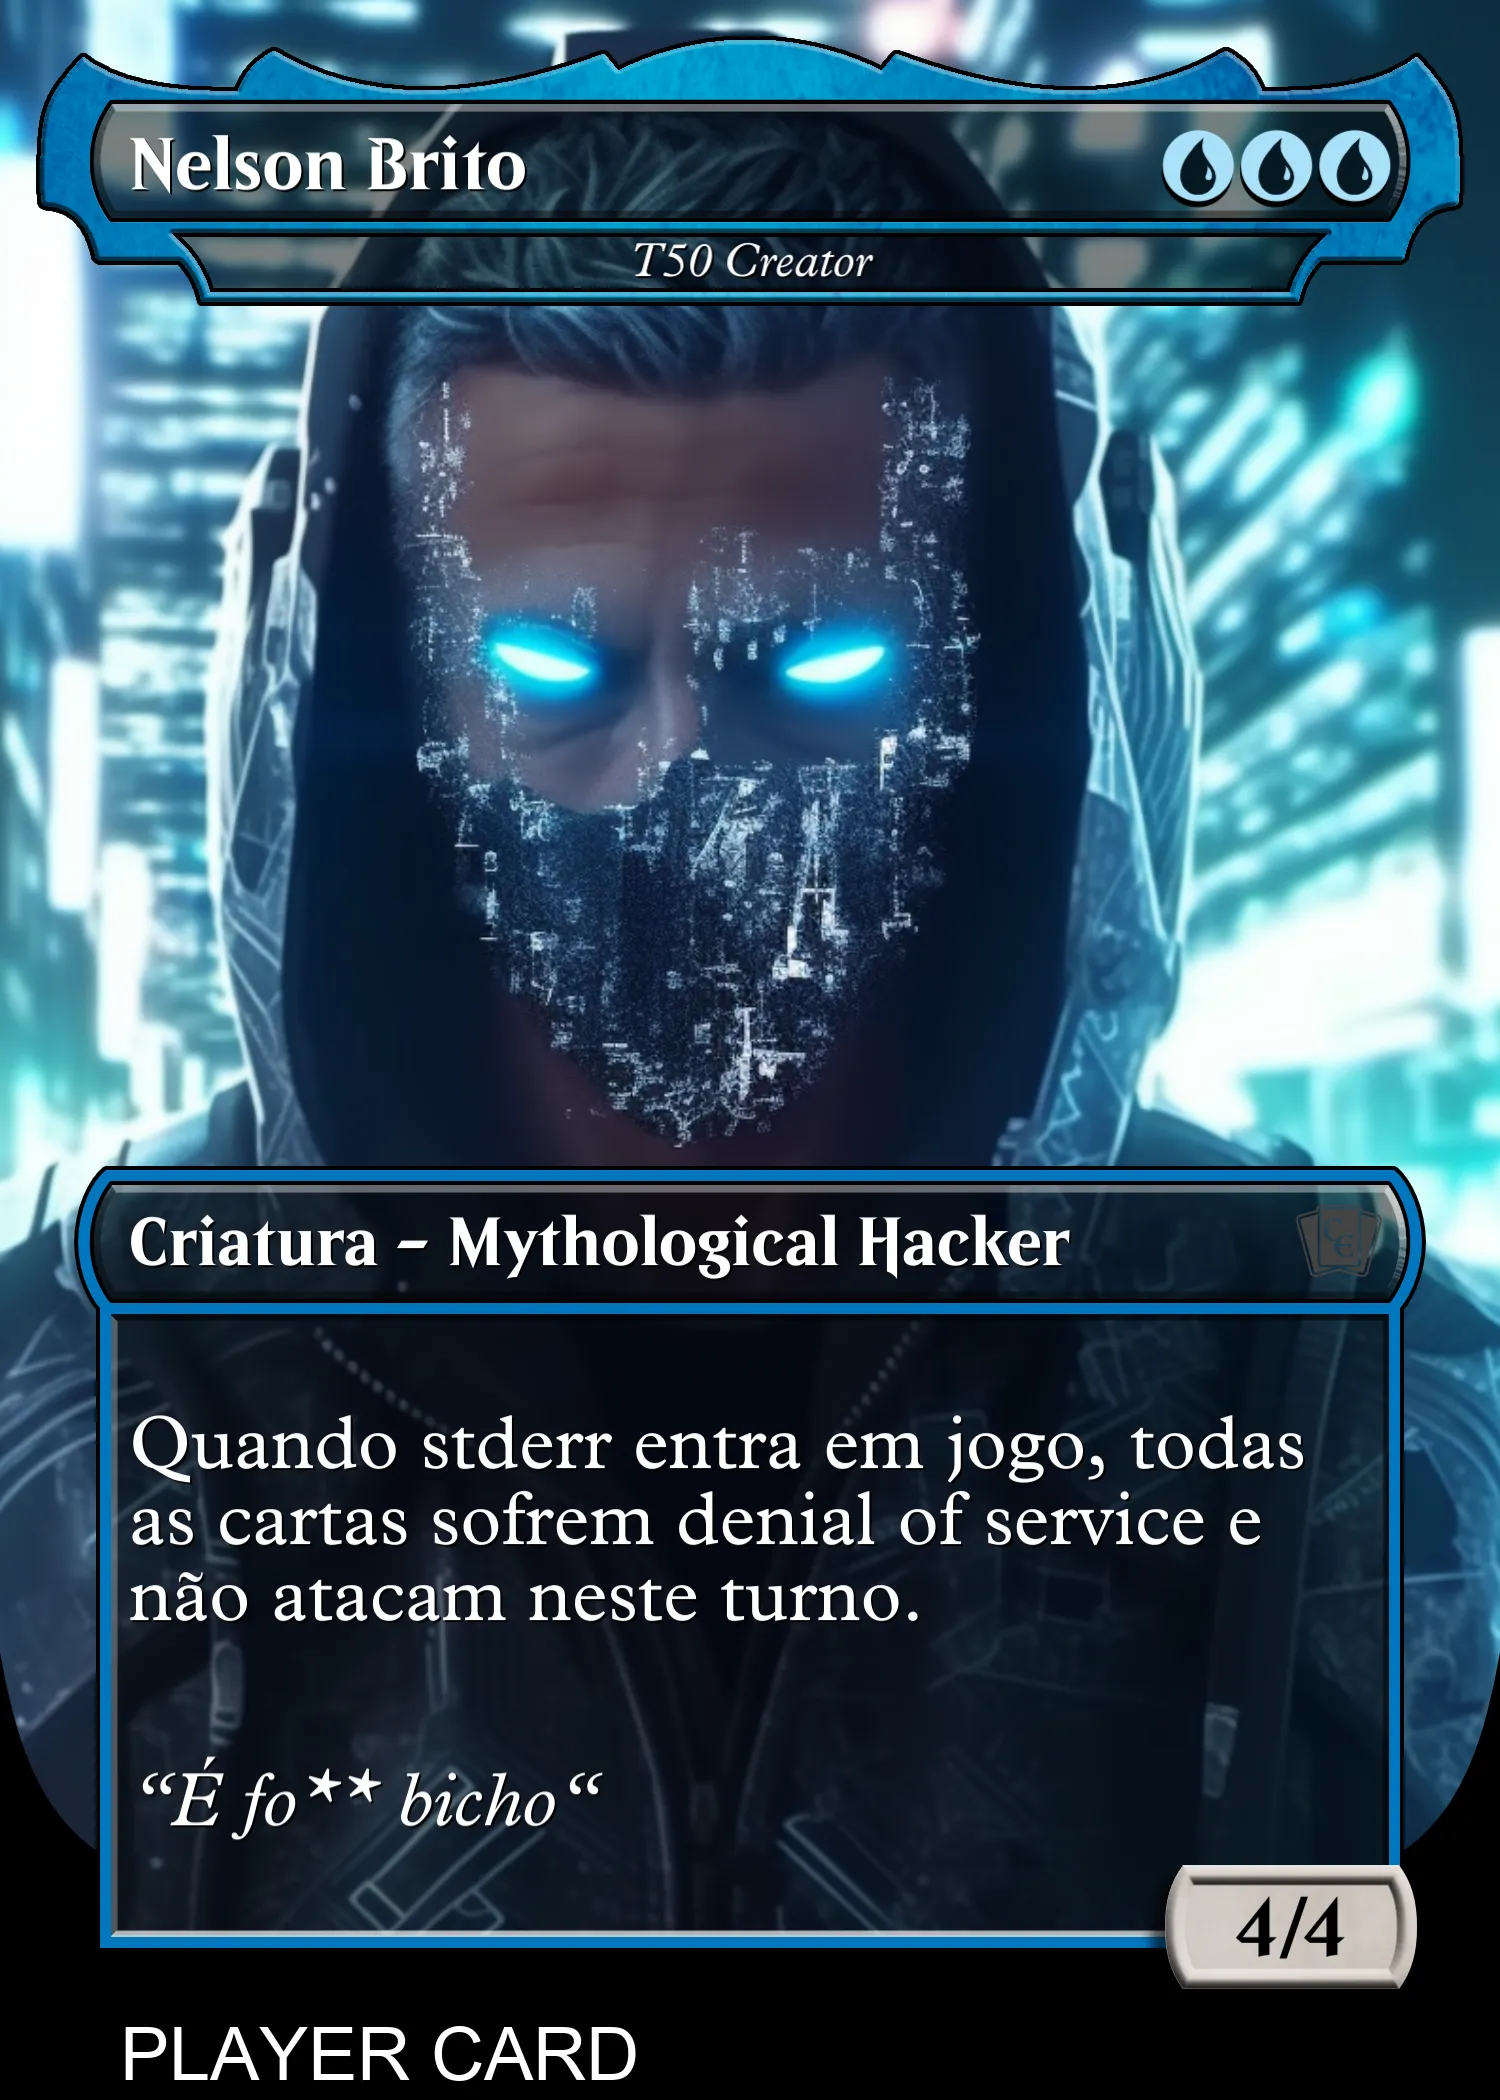 Nelson Brito
T50 Creator
Criatura – Mythological Hacker
Quando stderr entra em jogo, todas
as cartas sofrem denial of service e
não atacam neste turno.
“É fo** bicho“
4/4
PLAYER CARD